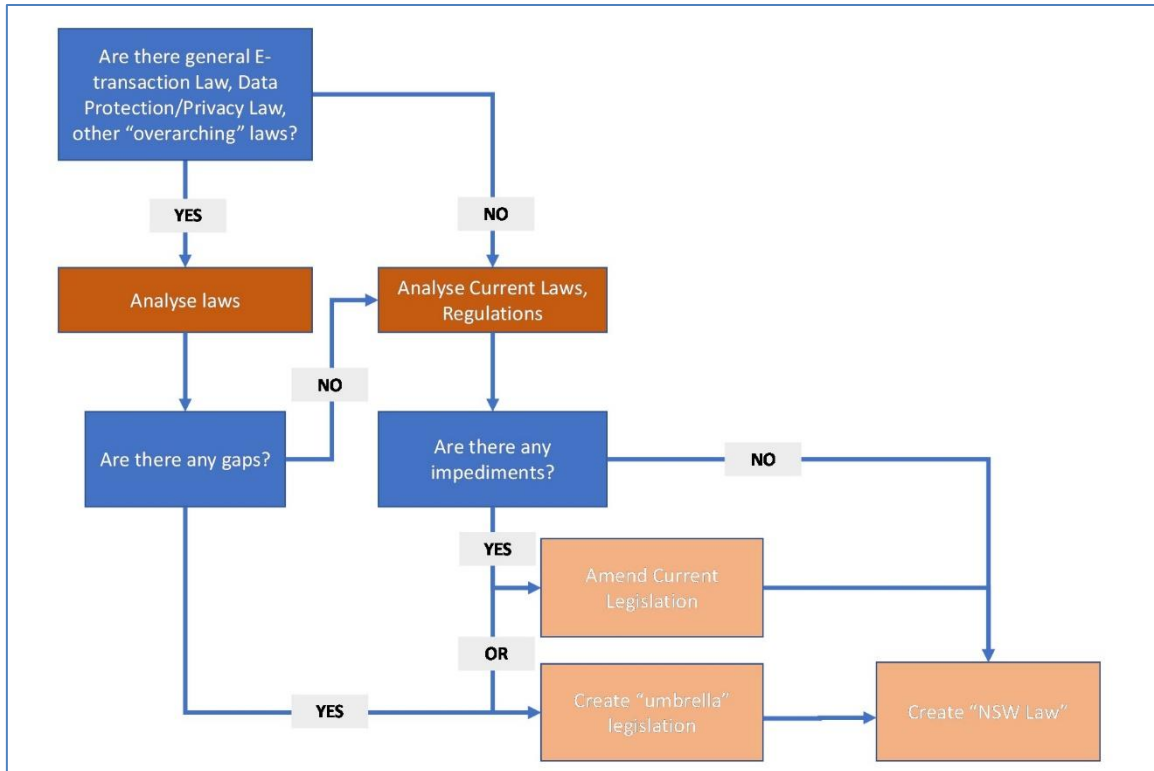 Are there general E-
transaction Law, Data
Protection/Privacy Law,
other “overarching” laws?
YES
NO
Analyse laws
Analyse Current Laws,
Regulations
NO
Are there any gaps?
Are there any
impediments?
NO
YES
Amend Current
Legislation
OR
YES
Create “umbrella”
legislation
Create “NSW Law”